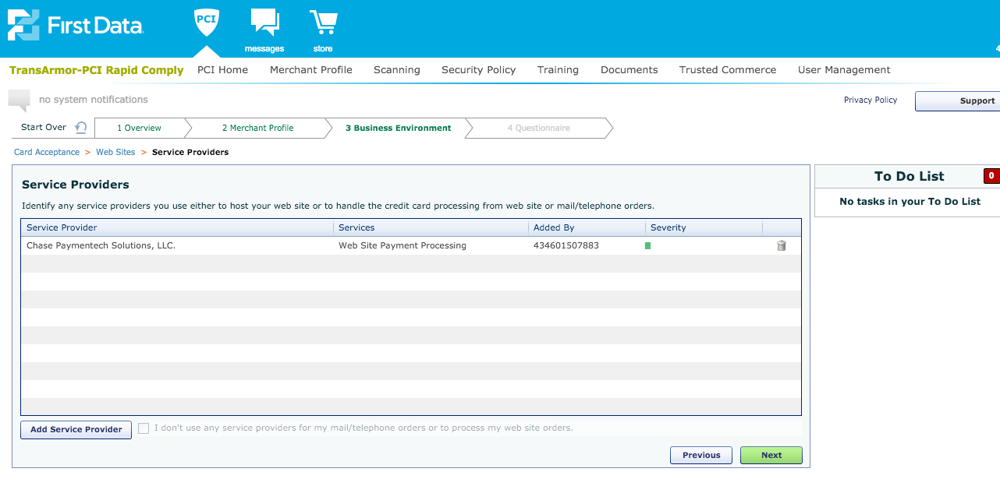 First Data.
PCI
messages
store
4
TransArmor-PCI Rapid Comply PCI Home Merchant Profile Scanning Security Policy Training Documents Trusted Commerce User Management
no system notifications
Privacy Policy
Support
Start Over 1 Overview 2 Merchant Profile 3 Business Environment 4 Questionnaire
Card Acceptance > Web Sites > Service Providers
Service Providers
Identify any service providers you use either to host your web site or to handle the credit card processing from web site or mail/telephone orders.
Service Provider Services Added By Severity
Chase Paymentech Solutions, LLC. Web Site Payment Processing 434601507883
Add Service Provider I don't use any service providers for my mail/telephone orders or to process my web site orders.
Previous Next
To Do List 0
No tasks in your To Do List